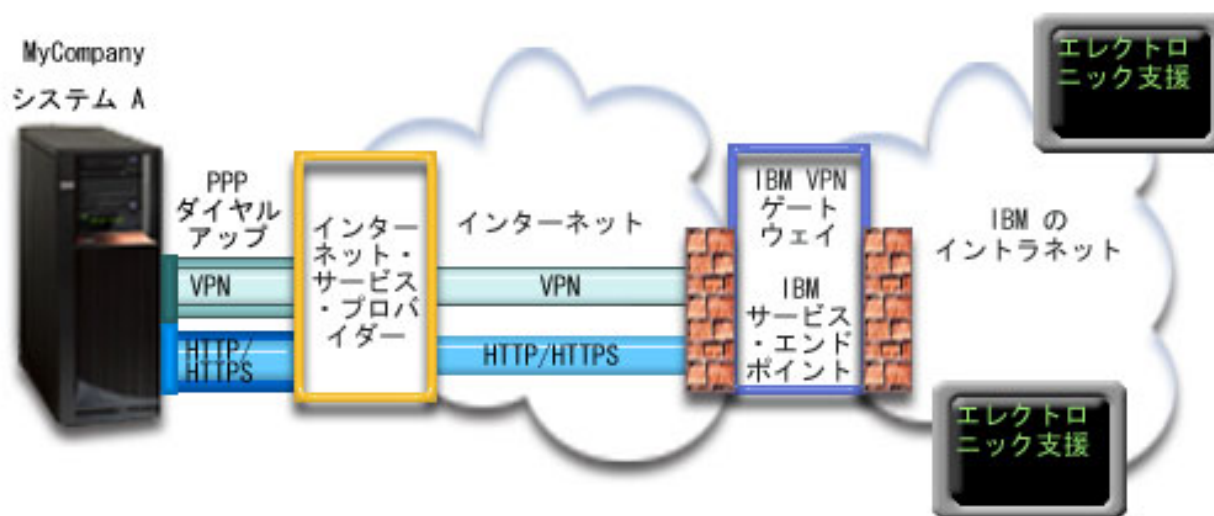 MyCompany
システム A
PPP
ダイヤル
アップ
VPN
HTTP/
HTTPS
インター
ネット・
サービス
・プロバ
イダー
インターネット
VPN
HTTP/HTTPS
IBM VPN
ゲート
ウェイ
IBM
サービス
・エンド
ポイント
IBM の
イントラネット
エレクトロ
ニック支援
エレクトロ
ニック支援